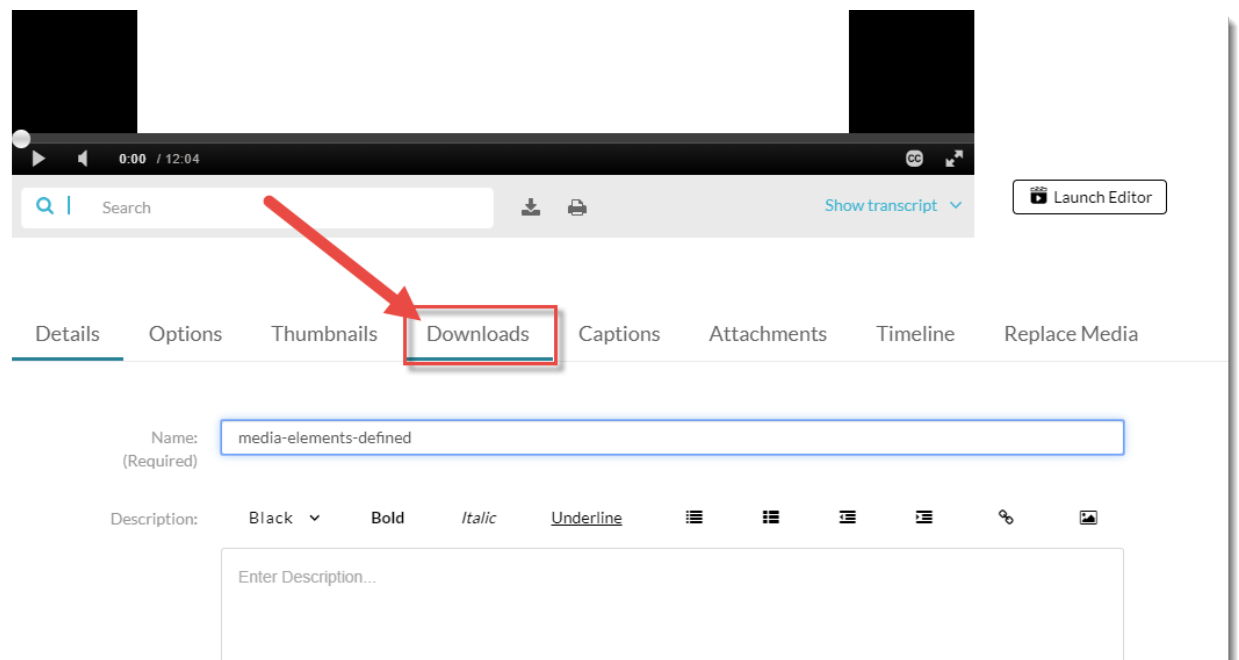 0:00 / 12:04
CC
Search
Show transcript
Launch Editor
Details Options Thumbnails Downloads Captions Attachments Timeline Replace Media
Name: media-elements-defined
(Required)
Description: Black Bold Italic Underline
Enter Description...